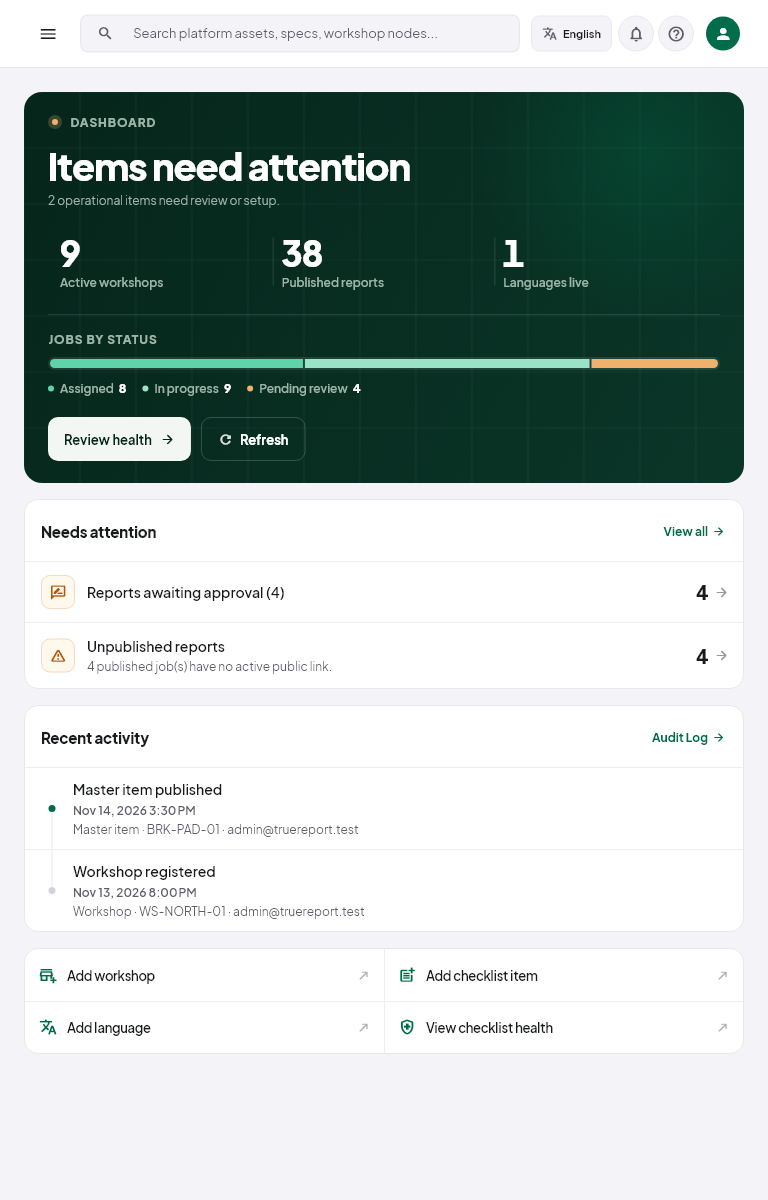 Search platform assets, specs, workshop nodes...
English
DASHBOARD
Items need attention
2 operational items need review or setup.
9
Active workshops
38
Published reports
1
Languages live
JOBS BY STATUS
Assigned 8
In progress 9
Pending review 4
Review health
Refresh
Needs attention
View all
Reports awaiting approval (4)
4
Unpublished reports
4 published job(s) have no active public link.
4
Recent activity
Audit Log
Master item published
Nov 14, 2026 3:30 PM
Master item · BRK-PAD-01 · admin@truereport.test
Workshop registered
Nov 13, 2026 8:00 PM
Workshop · WS-NORTH-01 · admin@truereport.test
Add workshop
Add checklist item
Add language
View checklist health